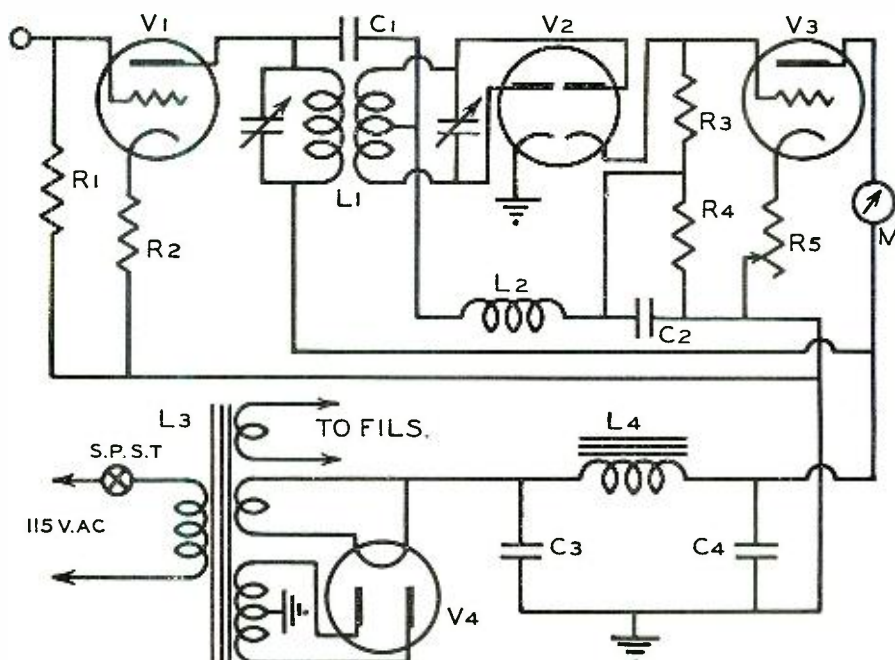 V1
C1
V2
V3
R1
R2
L1
R3
R4
R5
M
L2
C2
L3
TO FILS.
L4
S.P.S.T
115 V.AC
C3
C4
V4